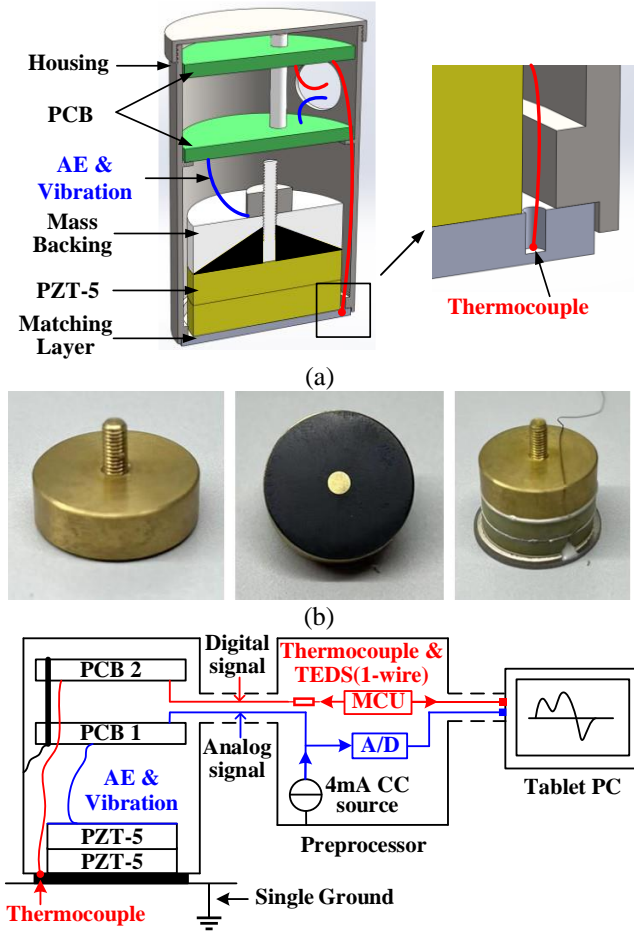 Housing
PCB
AE &
Vibration
Mass
Backing
PZT-5
Matching
Layer
Thermocouple
(a)
(b)
Digital
signal
Thermocouple &
TEDS(1-wire)
PCB 2
MCU
PCB 1
Analog
signal
A/D
AE &
Vibration
4mA CC
source
Tablet PC
PZT-5
PZT-5
Preprocessor
Single Ground
Thermocouple